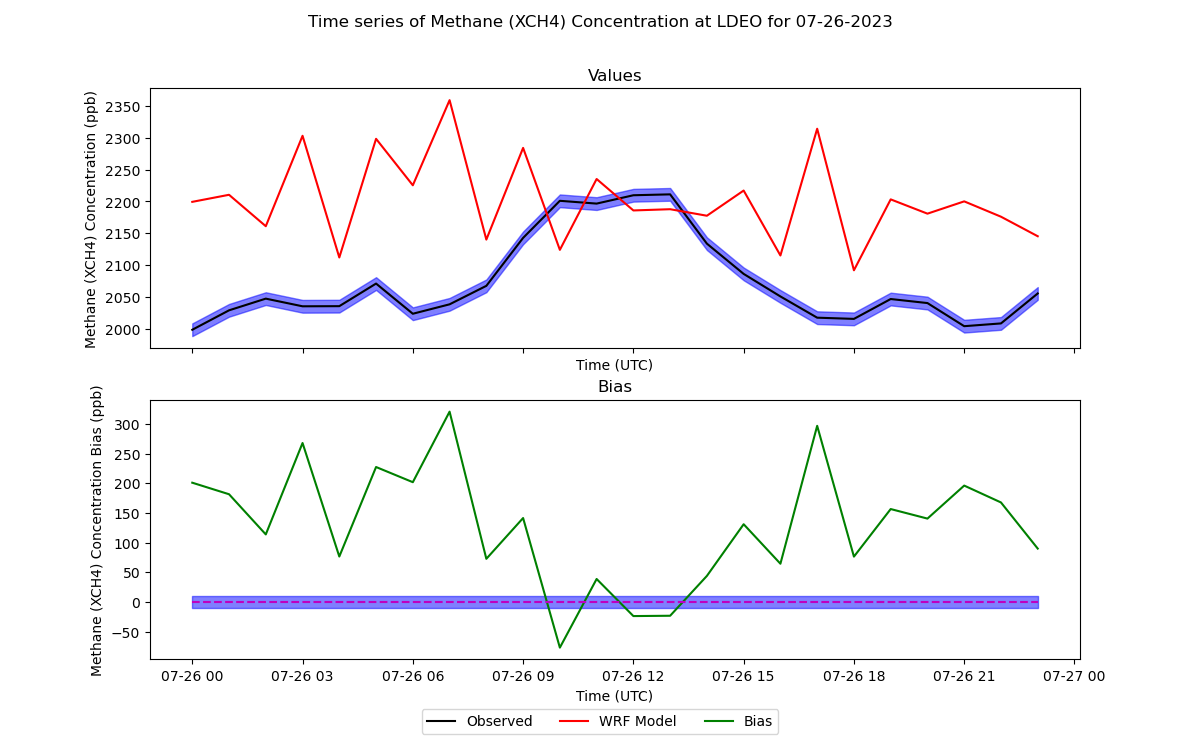 Time series of Methane (XCH4) Concentration at LDEO for 07-26-2023
Values
Methane (XCH4) Concentration (ppb)
2350
2300
2250
2200
2150
2100
2050
2000
Time (UTC)
Bias
Methane (XCH4) Concentration Bias (ppb)
300
250
200
150
100
50
0
−50
07-26 00 07-26 03 07-26 06 07-26 09 07-26 12 07-26 15 07-26 18 07-26 21 07-27 00
Time (UTC)
Observed WRF Model Bias